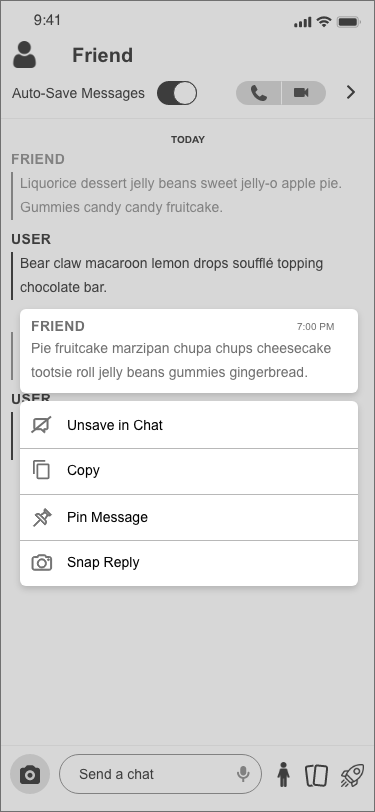 9:41
Friend
Auto-Save Messages
TODAY
FRIEND
Liquorice dessert jelly beans sweet jelly-o apple pie.
Gummies candy candy fruitcake.
USER
Bear claw macaroon lemon drops soufflé topping
chocolate bar.
FRIEND 7:00 PM
Pie fruitcake marzipan chupa chups cheesecake
tootsie roll jelly beans gummies gingerbread.
USER
Unsave in Chat
Copy
Pin Message
Snap Reply
Send a chat